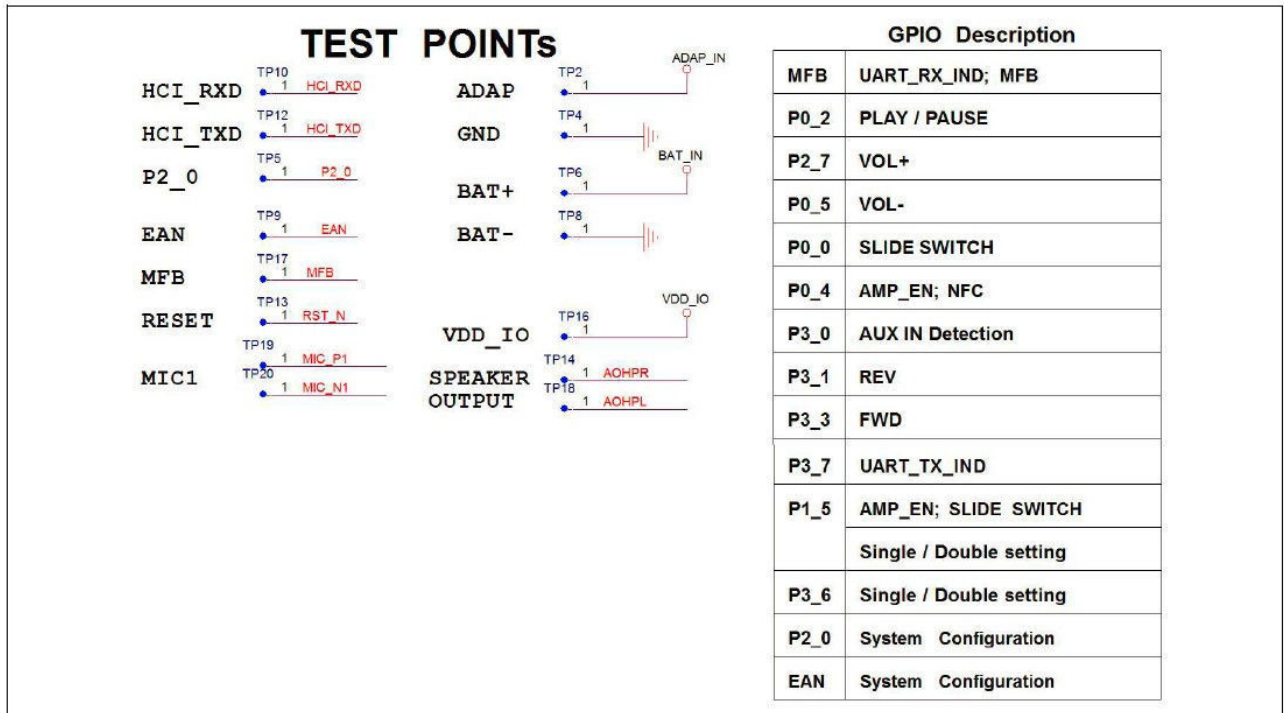 TEST POINTs
HCI_RXD TP10 1 HCI_RXD
HCI_TXD TP12 1 HCI_TXD
P2_0 TP5 1 P2_0
EAN TP9 1 EAN
MFB TP17 1 MFB
RESET TP13 1 RST_N
MIC1 TP19 1 MIC_P1
TP20 1 MIC_N1
ADAP TP2 1 ADAP_IN
GND TP4 1
BAT+ TP6 1 BAT_IN
BAT- TP8 1
VDD_IO TP16 1 VDD_IO
SPEAKER TP14 1 AOHPR
OUTPUT TP18 1 AOHPL
GPIO Description
MFB UART_RX_IND; MFB
P0_2 PLAY / PAUSE
P2_7 VOL+
P0_5 VOL-
P0_0 SLIDE SWITCH
P0_4 AMP_EN; NFC
P3_0 AUX IN Detection
P3_1 REV
P3_3 FWD
P3_7 UART_TX_IND
P1_5 AMP_EN; SLIDE SWITCH
Single / Double setting
P3_6 Single / Double setting
P2_0 System Configuration
EAN System Configuration